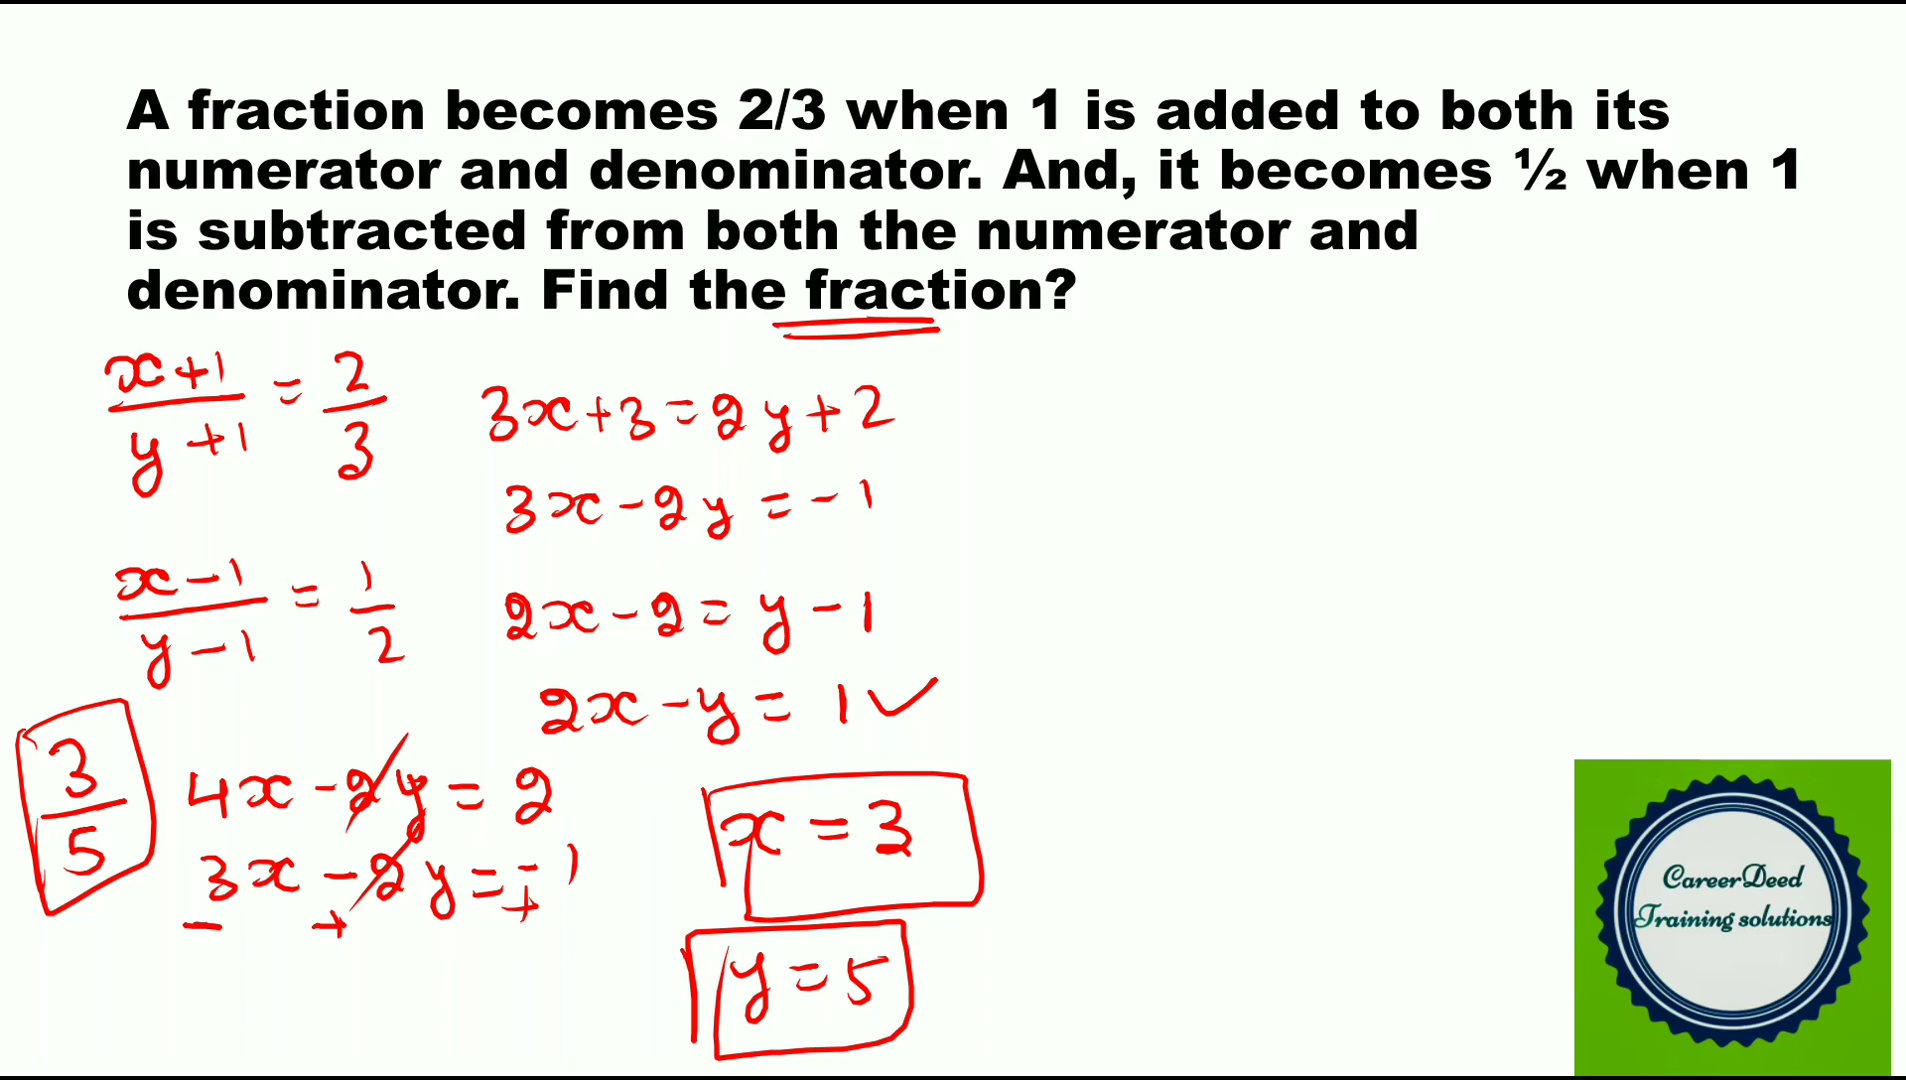 A fraction becomes 2/3 when 1 is added to both its
numerator and denominator. And, it becomes ½ when 1
is subtracted from both the numerator and
denominator. Find the fraction?
x+1
y+1
=
2
3
3x+3=2y+2
3x-2y=-1
x-1
y-1
=
1
2
2x-2=y-1
2x-y=1✓
3
5
4x-2y=2
3x-2y=-1
- + +
x=3
y=5
CareerDeed
Training solutions